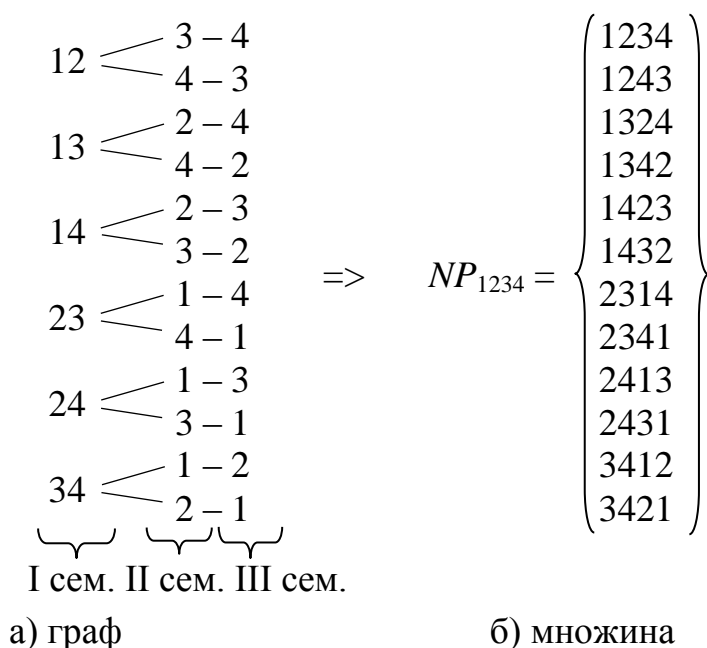 12
3 – 4
4 – 3
13
2 – 4
4 – 2
14
2 – 3
3 – 2
23
1 – 4
4 – 1
24
1 – 3
3 – 1
34
1 – 2
2 – 1
I сем. II сем. III сем.
а) граф
=>
NP1234 =
1234
1243
1324
1342
1423
1432
2314
2341
2413
2431
3412
3421
б) множина